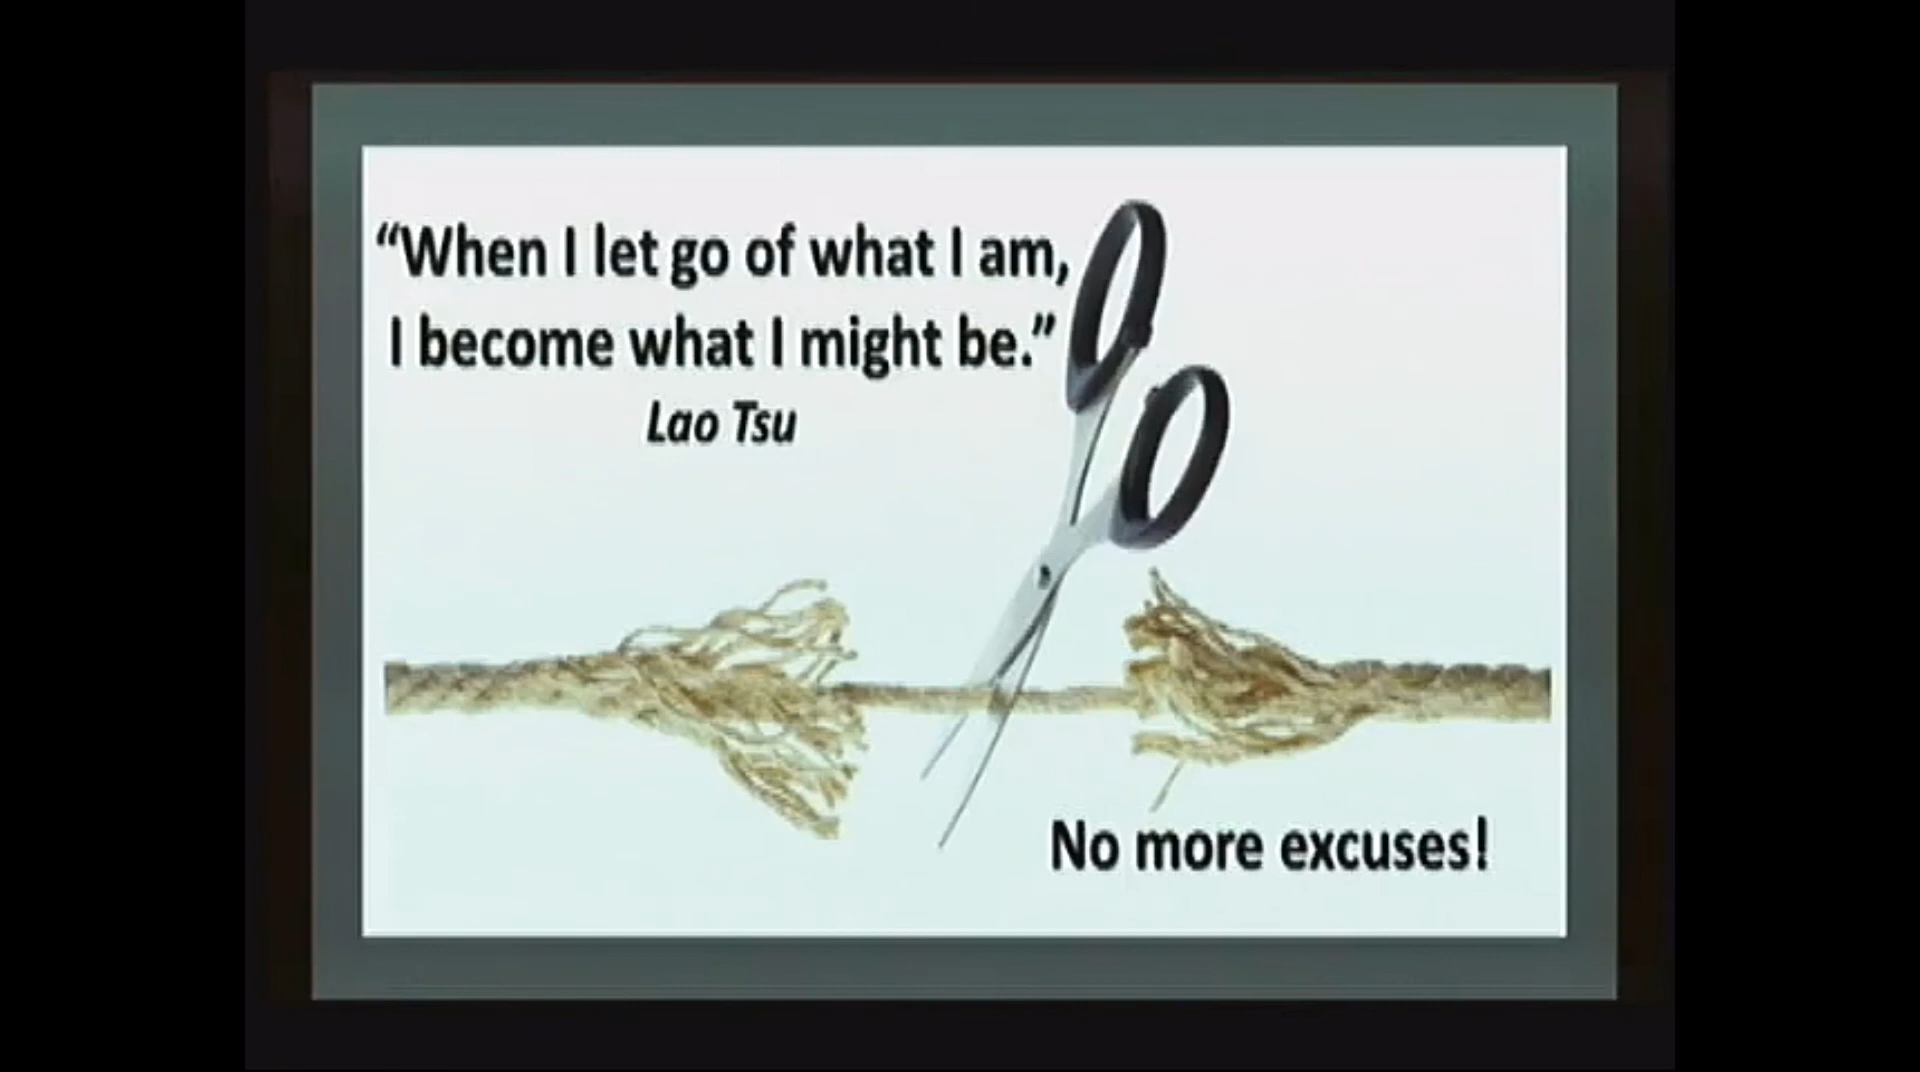 “When I let go of what I am,
I become what I might be.”
Lao Tsu
No more excuses!